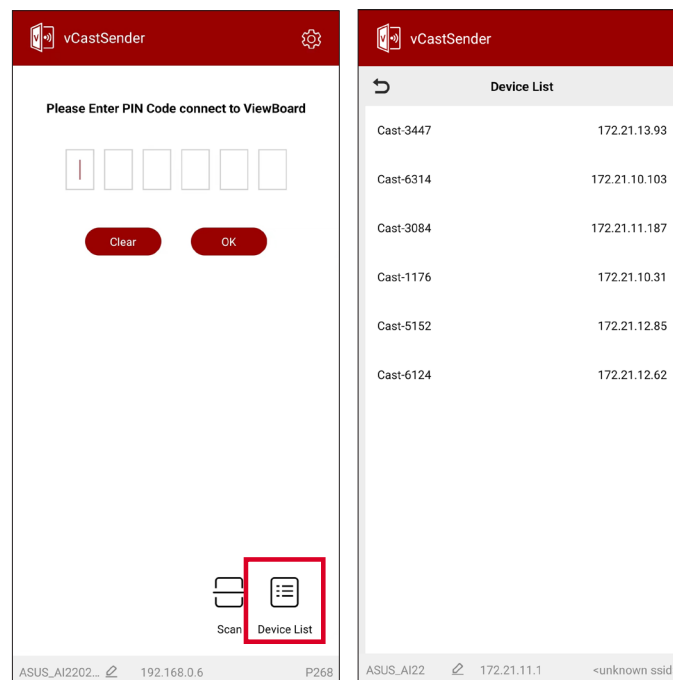 vCastSender
Please Enter PIN Code connect to ViewBoard
Clear OK
Scan Device List
ASUS_AI2202... 192.168.0.6 P268
vCastSender
Device List
Cast-3447 172.21.13.93
Cast-6314 172.21.10.103
Cast-3084 172.21.11.187
Cast-1176 172.21.10.31
Cast-5152 172.21.12.85
Cast-6124 172.21.12.62
ASUS_AI22 172.21.11.1 <unknown ssid